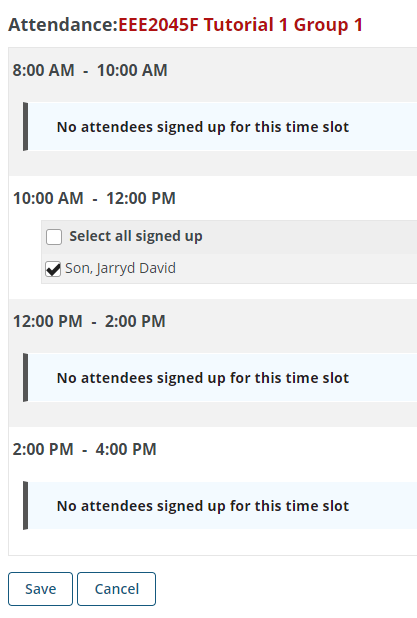 Attendance:EEE2045F Tutorial 1 Group 1
8:00 AM - 10:00 AM
No attendees signed up for this time slot
10:00 AM - 12:00 PM
Select all signed up
Son, Jarryd David
12:00 PM - 2:00 PM
No attendees signed up for this time slot
2:00 PM - 4:00 PM
No attendees signed up for this time slot
Save Cancel